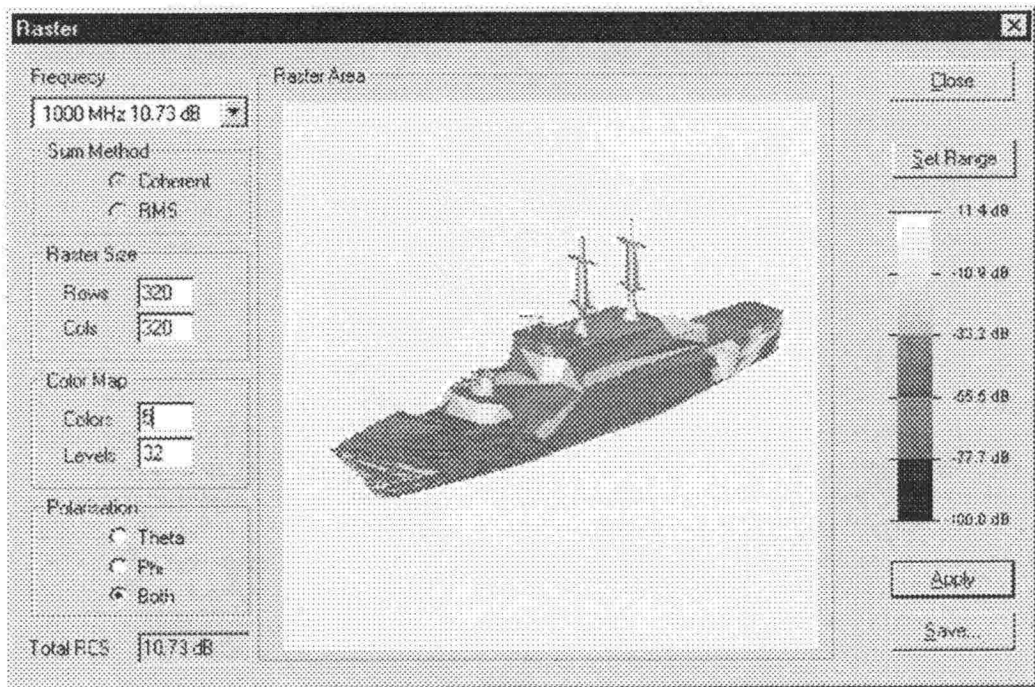 Raster
Frequecy
1000 MHz 10.73 dB
Sum Method
Coherent
RMS
Raster Size
Rows 320
Cols 320
Color Map
Colors 5
Levels 32
Polarisation
Theta
Phi
Both
Total RCS 10.73 dB
Raster Area
Close
Set Range
11.4 dB
-10.9 dB
-33.2 dB
-55.5 dB
-77.7 dB
-100.0 dB
Apply
Save...